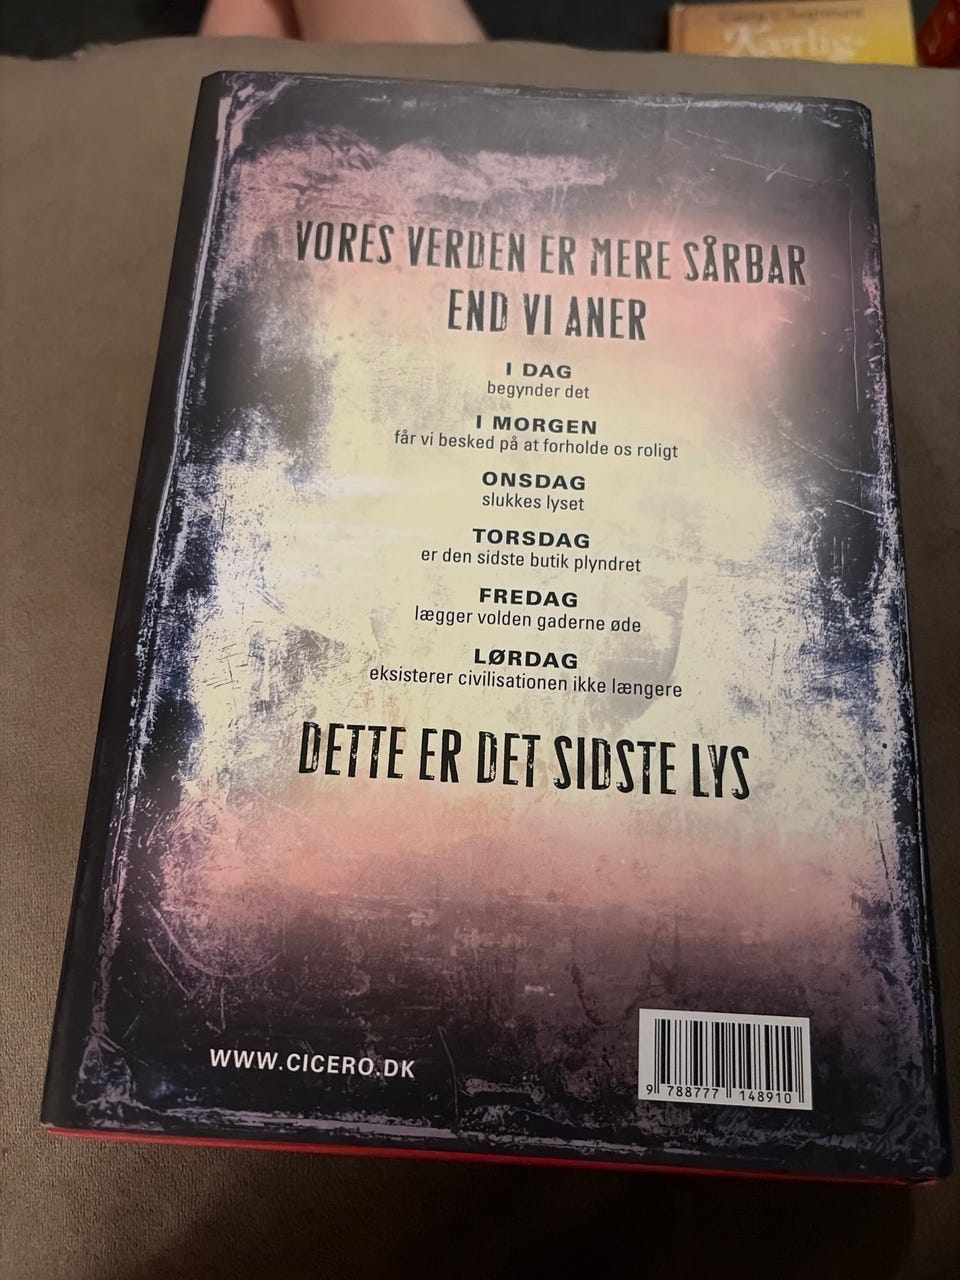 Kærlig-
VORES VERDEN ER MERE SÅRBAR
END VI ANER
I DAG
begynder det
I MORGEN
får vi besked på at forholde os roligt
ONSDAG
slukkes lyset
TORSDAG
er den sidste butik plyndret
FREDAG
lægger volden gaderne øde
LØRDAG
eksisterer civilisationen ikke længere
DETTE ER DET SIDSTE LYS
WWW.CICERO.DK
9 788777 148910